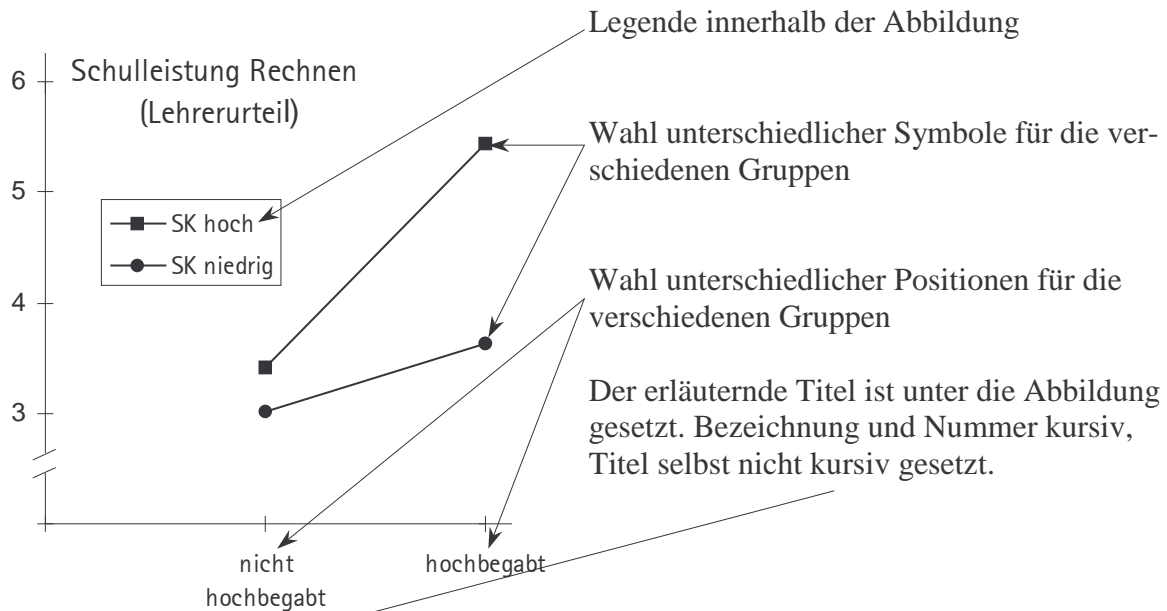 Legende innerhalb der Abbildung
Schulleistung Rechnen
(Lehrerurteil)
6
5
4
3
2
SK hoch
SK niedrig
nicht
hochbegabt
hochbegabt
Wahl unterschiedlicher Symbole für die ver-
schiedenen Gruppen
Wahl unterschiedlicher Positionen für die
verschiedenen Gruppen
Der erläuternde Titel ist unter die Abbildung
gesetzt. Bezeichnung und Nummer kursiv,
Titel selbst nicht kursiv gesetzt.